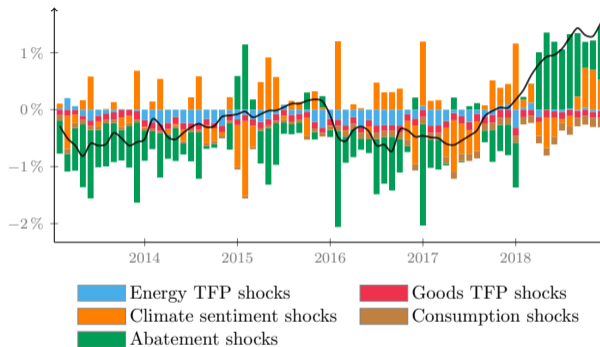 1 %
0 %
−1 %
−2 %
2014 2015 2016 2017 2018
Energy TFP shocks Goods TFP shocks
Climate sentiment shocks Consumption shocks
Abatement shocks